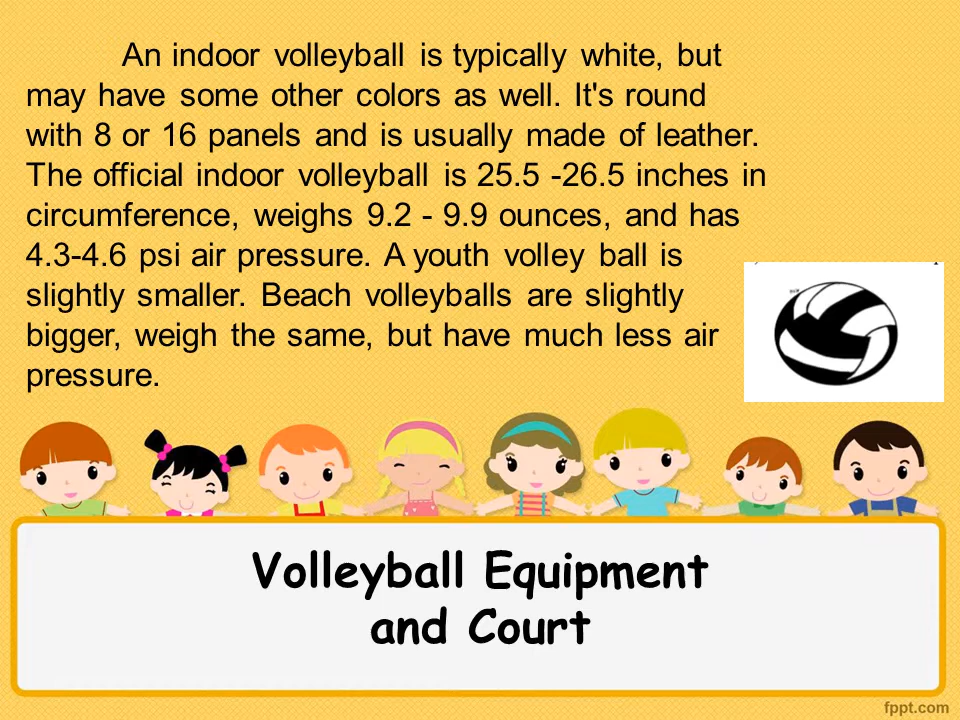 An indoor volleyball is typically white, but
may have some other colors as well. It's round
with 8 or 16 panels and is usually made of leather.
The official indoor volleyball is 25.5 -26.5 inches in
circumference, weighs 9.2 - 9.9 ounces, and has
4.3-4.6 psi air pressure. A youth volley ball is
slightly smaller. Beach volleyballs are slightly
bigger, weigh the same, but have much less air
pressure.
Volleyball Equipment
and Court
fppt.com